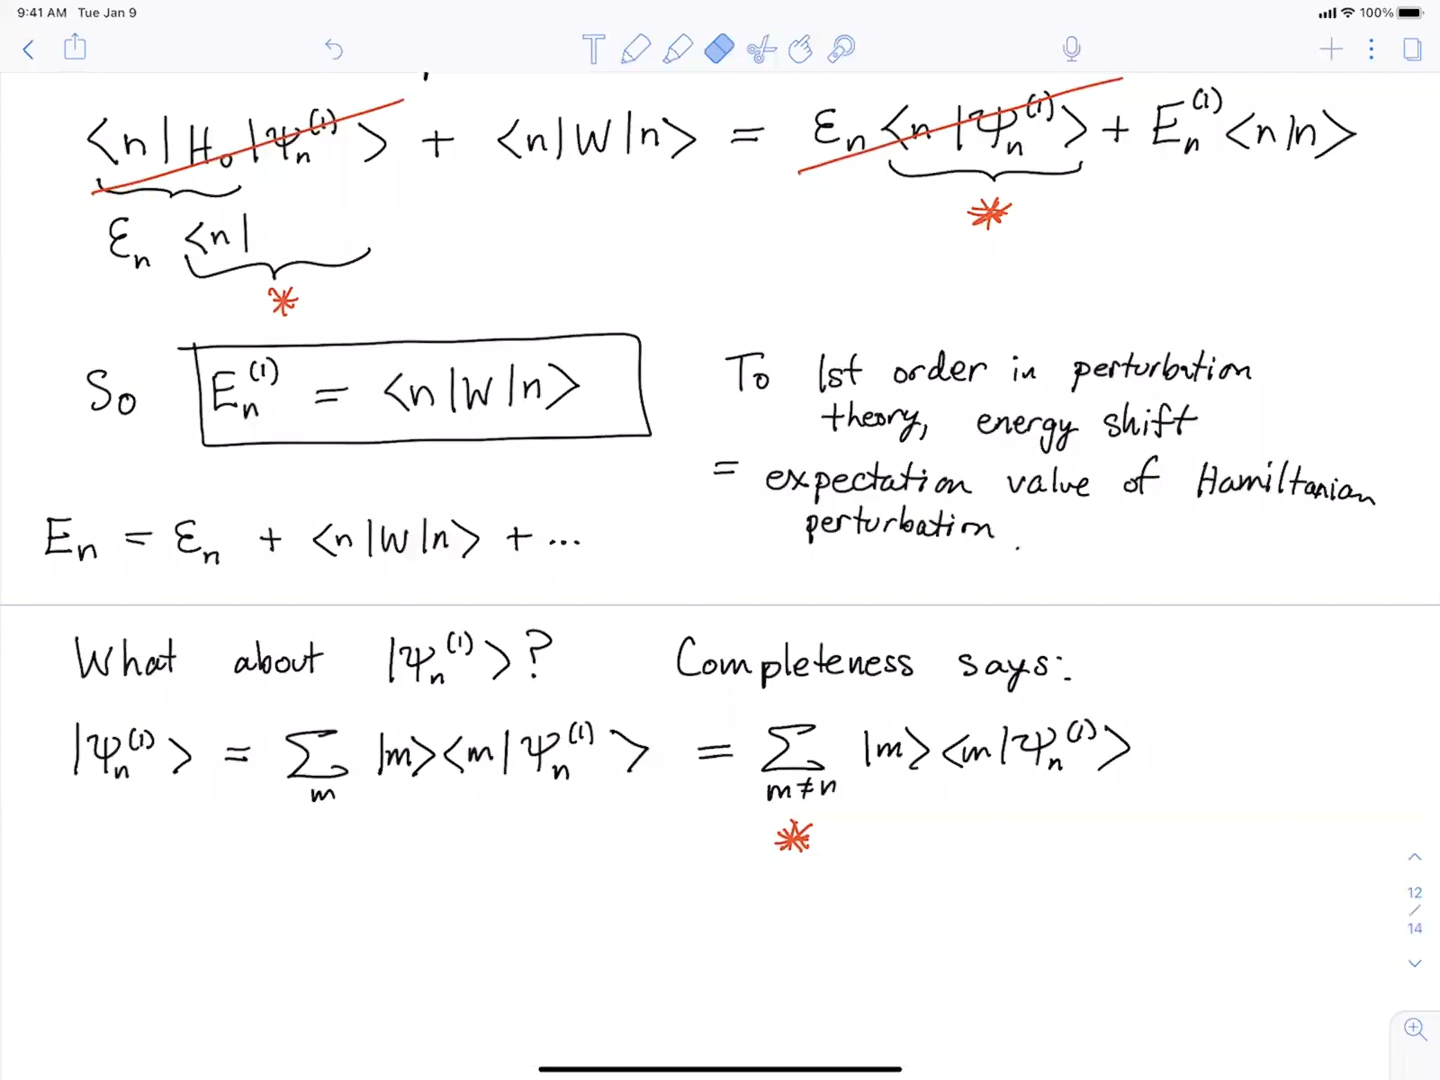 9:41 AM Tue Jan 9 100%
T
⟨n|H₀|Ψₙ⁽¹⁾⟩ + ⟨n|W|n⟩ = εₙ⟨n|Ψₙ⁽¹⁾⟩ + Eₙ⁽¹⁾⟨n|n⟩
εₙ ⟨n| *
*
So Eₙ⁽¹⁾ = ⟨n|W|n⟩
To 1st order in perturbation
theory, energy shift
= expectation value of Hamiltonian
perturbation.
Eₙ = εₙ + ⟨n|W|n⟩ + ...
What about |Ψₙ⁽¹⁾⟩? Completeness says:
|Ψₙ⁽¹⁾⟩ = Σ_m |m⟩⟨m|Ψₙ⁽¹⁾⟩ = Σ_{m≠n} |m⟩⟨m|Ψₙ⁽¹⁾⟩
*
12
/
14